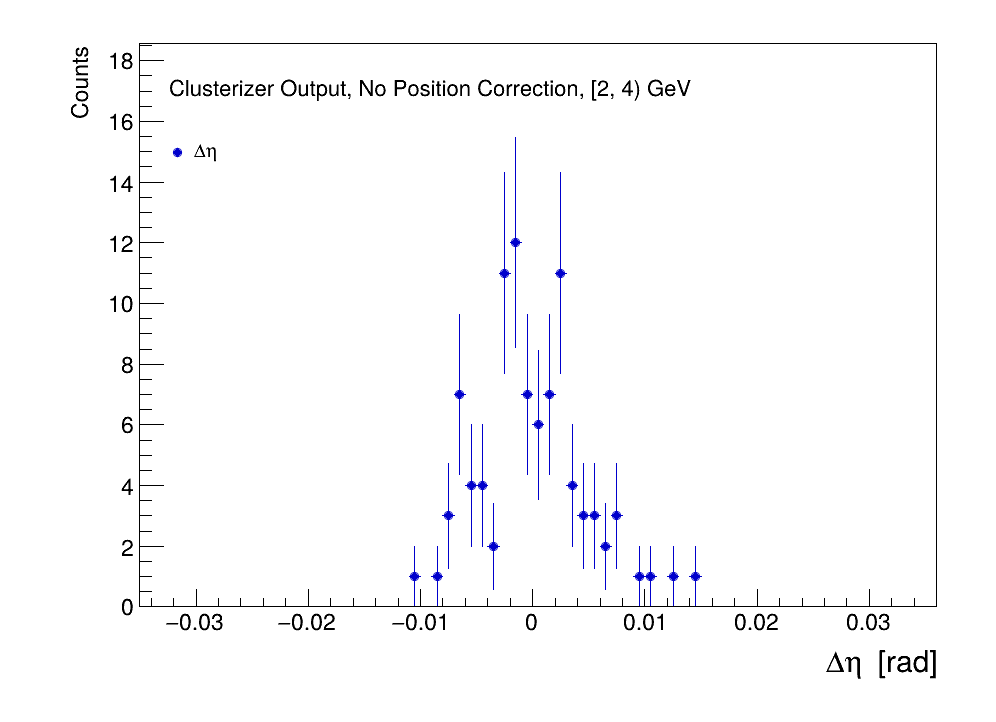 Counts
Clusterizer Output, No Position Correction, [2, 4) GeV
Δη
18
16
14
12
10
8
6
4
2
0
−0.03 −0.02 −0.01 0 0.01 0.02 0.03
Δη [rad]